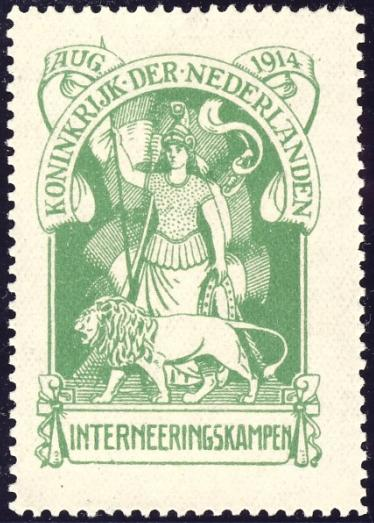 AUG 1914
KONINKRIJK·DER·NEDERLANDEN
INTERNEERINGSKAMPEN